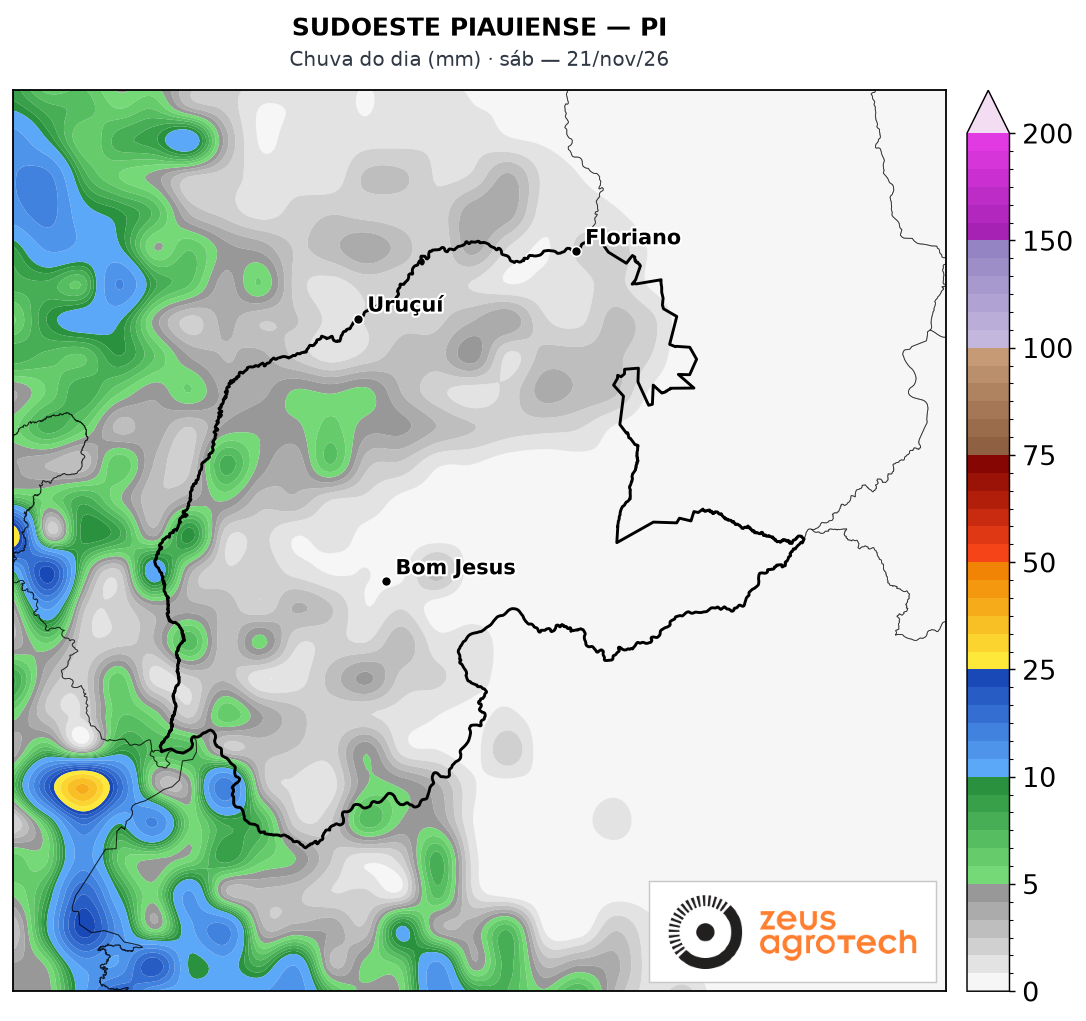 SUDOESTE PIAUIENSE — PI
Chuva do dia (mm) · sáb — 21/nov/26
Floriano
Uruçuí
Bom Jesus
200
150
100
75
50
25
10
5
0
zeus
agrotech